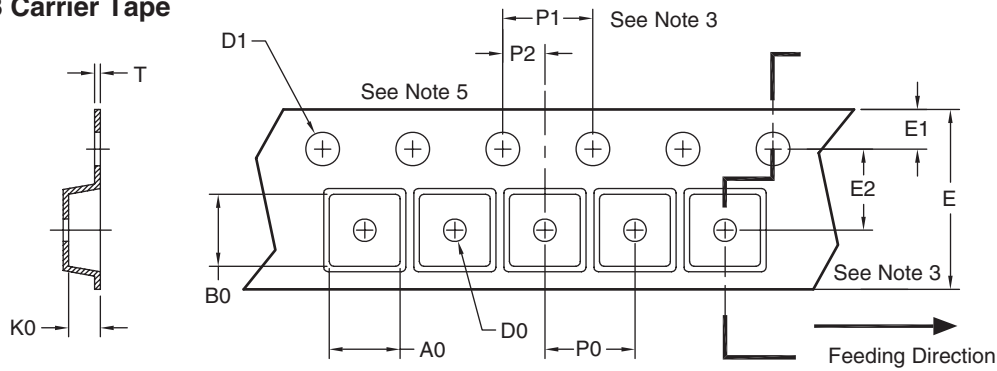 Carrier Tape
P1
See Note 3
D1
P2
T
See Note 5
E1
E2
E
B0
See Note 3
K0
A0
D0
P0
Feeding Direction